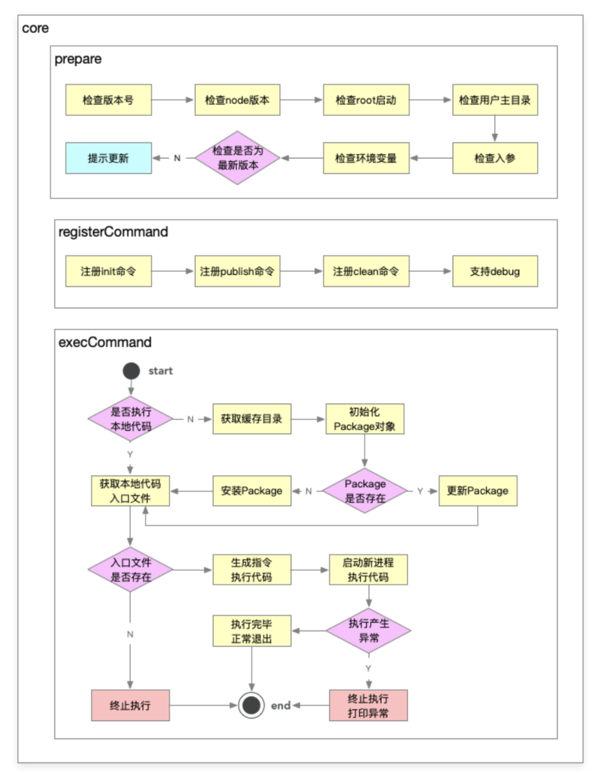 core
prepare
检查版本号
检查node版本
检查root启动
检查用户主目录
提示更新
N
检查是否为
最新版本
检查环境变量
检查入参
registerCommand
注册init命令
注册publish命令
注册clean命令
支持debug
execCommand
start
是否执行
本地代码
N
获取缓存目录
初始化
Package对象
Y
获取本地代码
入口文件
安装Package
N
Package
是否存在
Y
更新Package
入口文件
是否存在
生成指令
执行代码
启动新进程
执行代码
N
执行完毕
正常退出
执行产生
异常
Y
终止执行
end
终止执行
打印异常